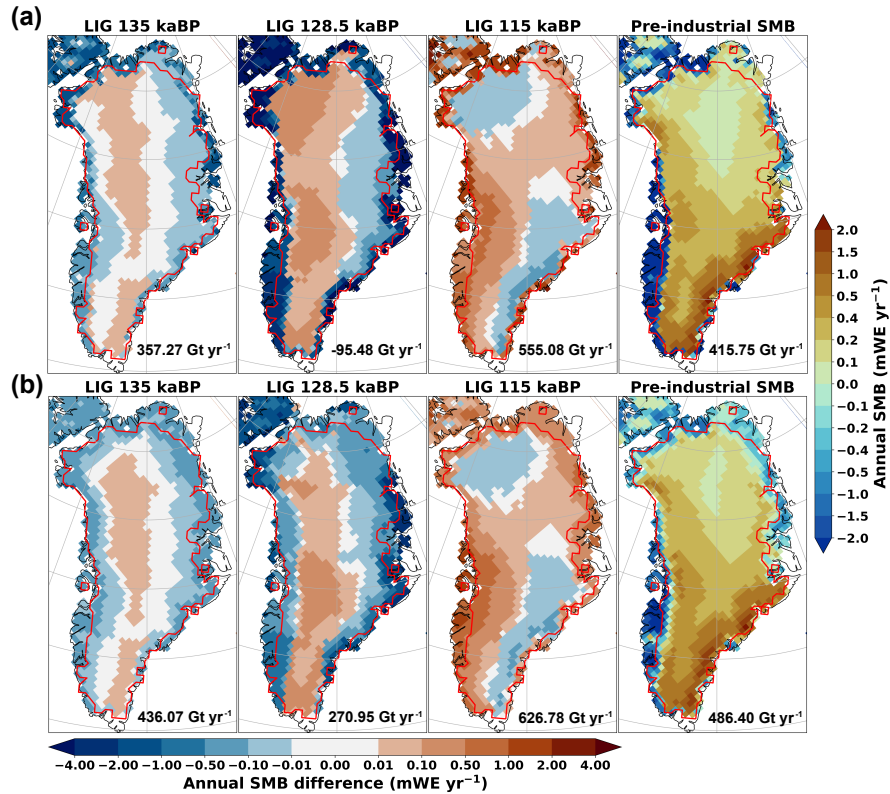 (a)
LIG 135 kaBP
LIG 128.5 kaBP
LIG 115 kaBP
Pre-industrial SMB
357.27 Gt yr⁻¹
-95.48 Gt yr⁻¹
555.08 Gt yr⁻¹
415.75 Gt yr⁻¹
(b)
LIG 135 kaBP
LIG 128.5 kaBP
LIG 115 kaBP
Pre-industrial SMB
436.07 Gt yr⁻¹
270.95 Gt yr⁻¹
626.78 Gt yr⁻¹
486.40 Gt yr⁻¹
2.0
1.5
1.0
0.5
0.4
0.2
0.1
0.0
−0.1
−0.2
−0.5
−1.0
−1.5
−2.0
Annual SMB (mWE yr⁻¹)
−4.00 −2.00 −1.00 −0.50 −0.10 −0.01 0.01 0.10 0.50 1.00 2.00 4.00
Annual SMB difference (mWE yr⁻¹)